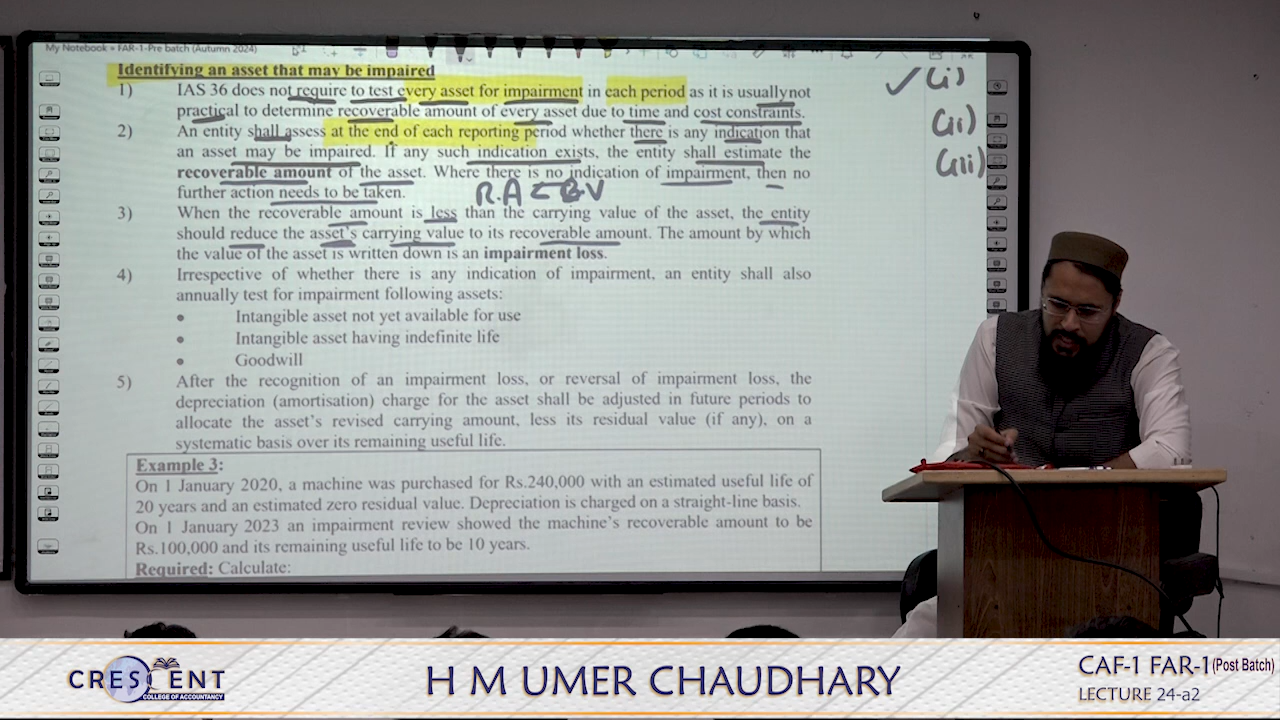 My Notebook » FAR-1-Pre batch (Autumn 2024)
Identifying an asset that may be impaired
1) IAS 36 does not require to test every asset for impairment in each period as it is usually not
practical to determine recoverable amount of every asset due to time and cost constraints.
2) An entity shall assess at the end of each reporting period whether there is any indication that
an asset may be impaired. If any such indication exists, the entity shall estimate the
recoverable amount of the asset. Where there is no indication of impairment, then no
further action needs to be taken.
R.A < BV
3) When the recoverable amount is less than the carrying value of the asset, the entity
should reduce the asset's carrying value to its recoverable amount. The amount by which
the value of the asset is written down is an impairment loss.
4) Irrespective of whether there is any indication of impairment, an entity shall also
annually test for impairment following assets:
• Intangible asset not yet available for use
• Intangible asset having indefinite life
• Goodwill
5) After the recognition of an impairment loss, or reversal of impairment loss, the
depreciation (amortisation) charge for the asset shall be adjusted in future periods to
allocate the asset's revised carrying amount, less its residual value (if any), on a
systematic basis over its remaining useful life.
Example 3:
On 1 January 2020, a machine was purchased for Rs.240,000 with an estimated useful life of
20 years and an estimated zero residual value. Depreciation is charged on a straight-line basis.
On 1 January 2023 an impairment review showed the machine's recoverable amount to be
Rs.100,000 and its remaining useful life to be 10 years.
Required: Calculate:
✓(i)
(ii)
(iii)
CRESCENT
COLLEGE OF ACCOUNTANCY
H M UMER CHAUDHARY
CAF-1 FAR-1(Post Batch)
LECTURE 24-a2